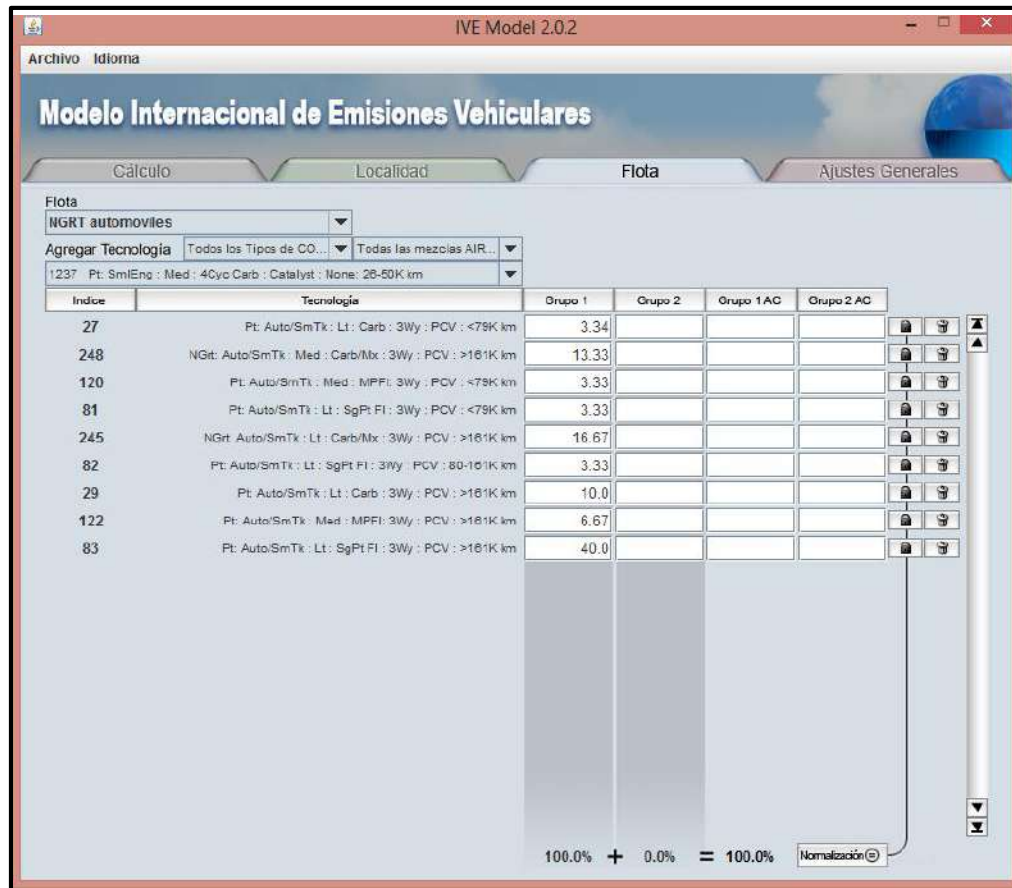 IVE Model 2.0.2
Archivo Idioma
Modelo Internacional de Emisiones Vehiculares
Cálculo Localidad Flota Ajustes Generales
Flota
NGRT automoviles
Agregar Tecnología Todos los Tipos de CO... Todas las mezclas AIR...
1237 Pt: SmlEng : Med : 4Cyc Carb : Catalyst : None: 26-50K km
Indice Tecnología Grupo 1 Grupo 2 Grupo 1 AC Grupo 2 AC
27 Pt: Auto/SmTk : Lt : Carb : 3Wy : PCV : <79K km 3.34
248 NGrt: Auto/SmTk : Med : Carb/Mx : 3Wy : PCV : >161K km 13.33
120 Pt: Auto/SmTk : Med : MPFI: 3Wy : PCV : <79K km 3.33
81 Pt: Auto/SmTk : Lt : SgPt FI : 3Wy : PCV : <79K km 3.33
245 NGrt: Auto/SmTk : Lt : Carb/Mx : 3Wy : PCV : >161K km 16.67
82 Pt: Auto/SmTk : Lt : SgPt FI : 3Wy : PCV : 80-161K km 3.33
29 Pt: Auto/SmTk : Lt : Carb : 3Wy : PCV : >161K km 10.0
122 Pt: Auto/SmTk : Med : MPFI: 3Wy : PCV : >161K km 6.67
83 Pt: Auto/SmTk : Lt : SgPt FI : 3Wy : PCV : >161K km 40.0
100.0% + 0.0% = 100.0% Normalización